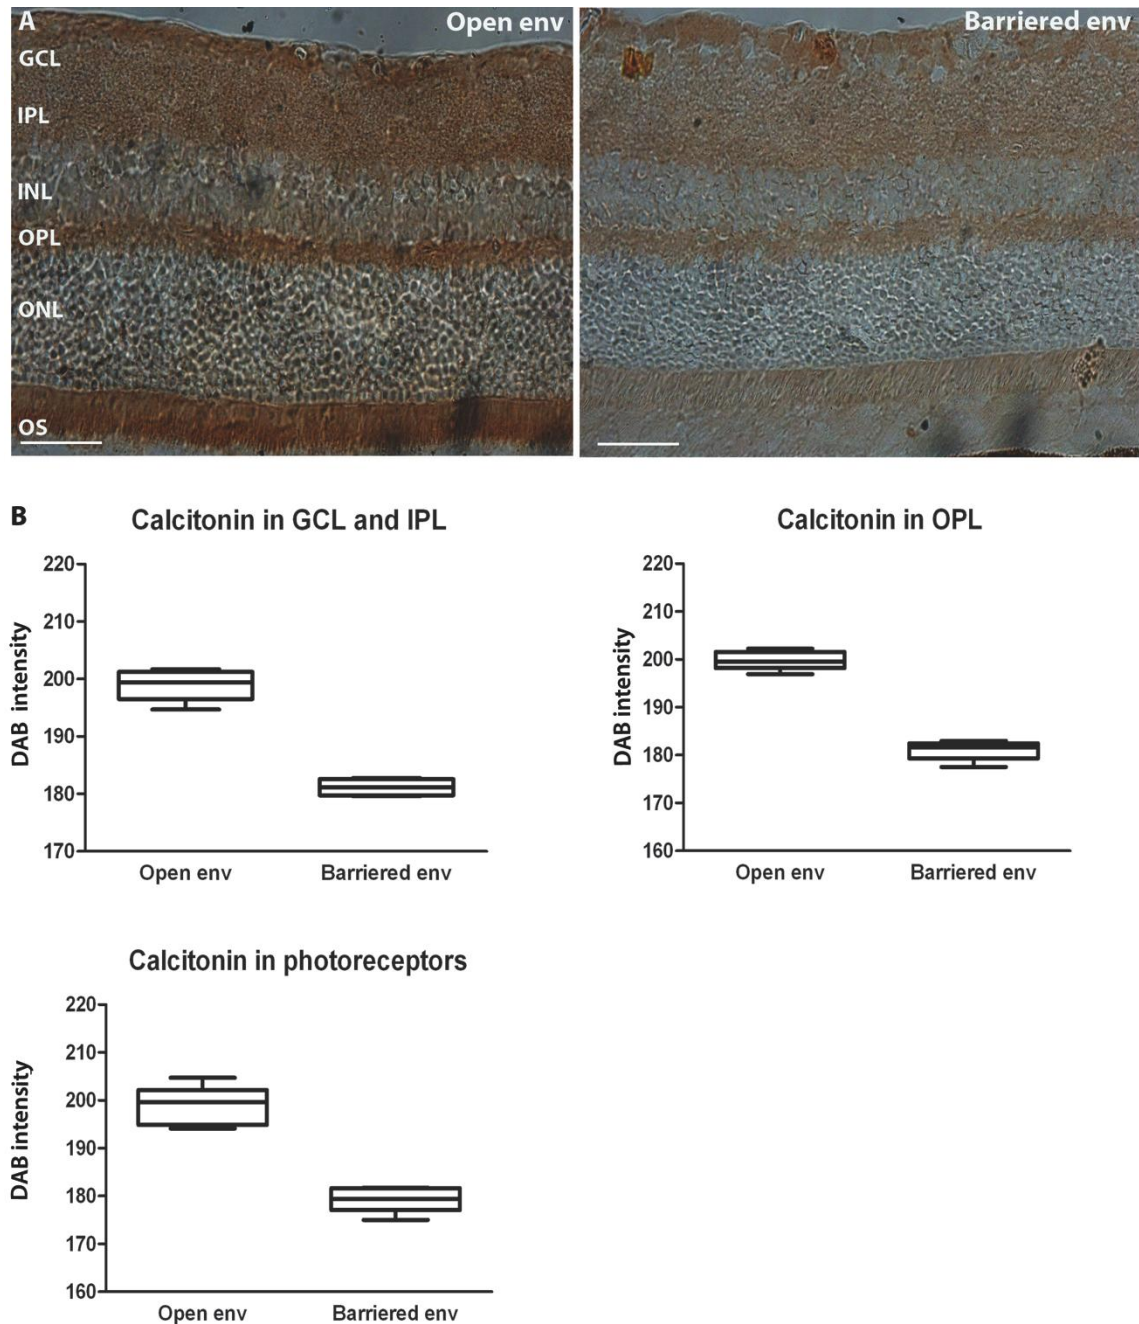 A
Open env
Barriered env
GCL
IPL
INL
OPL
ONL
OS
B
Calcitonin in GCL and IPL
DAB intensity
220
210
200
190
180
170
Open env
Barriered env
Calcitonin in OPL
DAB intensity
220
210
200
190
180
170
160
Open env
Barriered env
Calcitonin in photoreceptors
DAB intensity
220
210
200
190
180
170
160
Open env
Barriered env